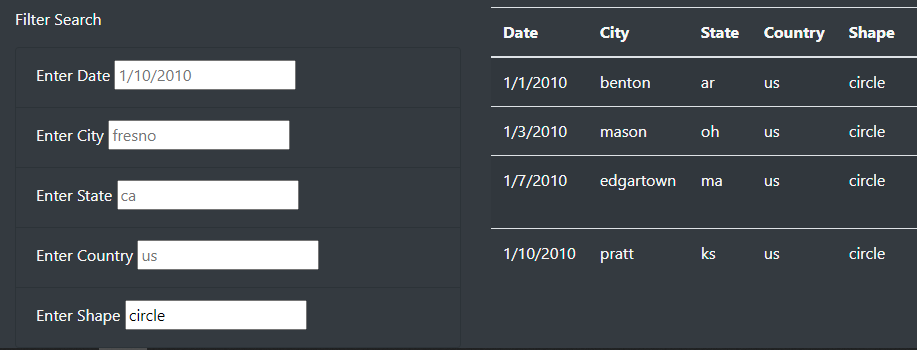 Filter Search
Enter Date 1/10/2010
Enter City fresno
Enter State ca
Enter Country us
Enter Shape circle
Date City State Country Shape
1/1/2010 benton ar us circle
1/3/2010 mason oh us circle
1/7/2010 edgartown ma us circle
1/10/2010 pratt ks us circle